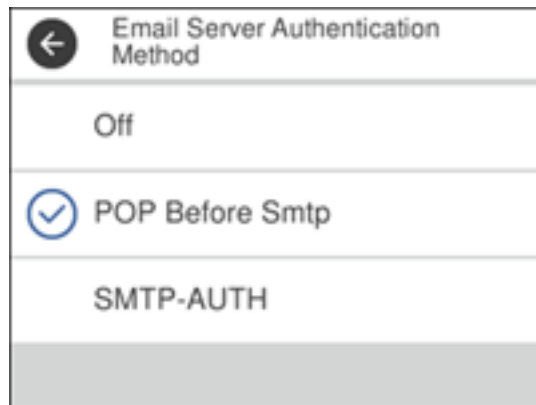 Email Server Authentication
Method
Off
POP Before Smtp
SMTP-AUTH